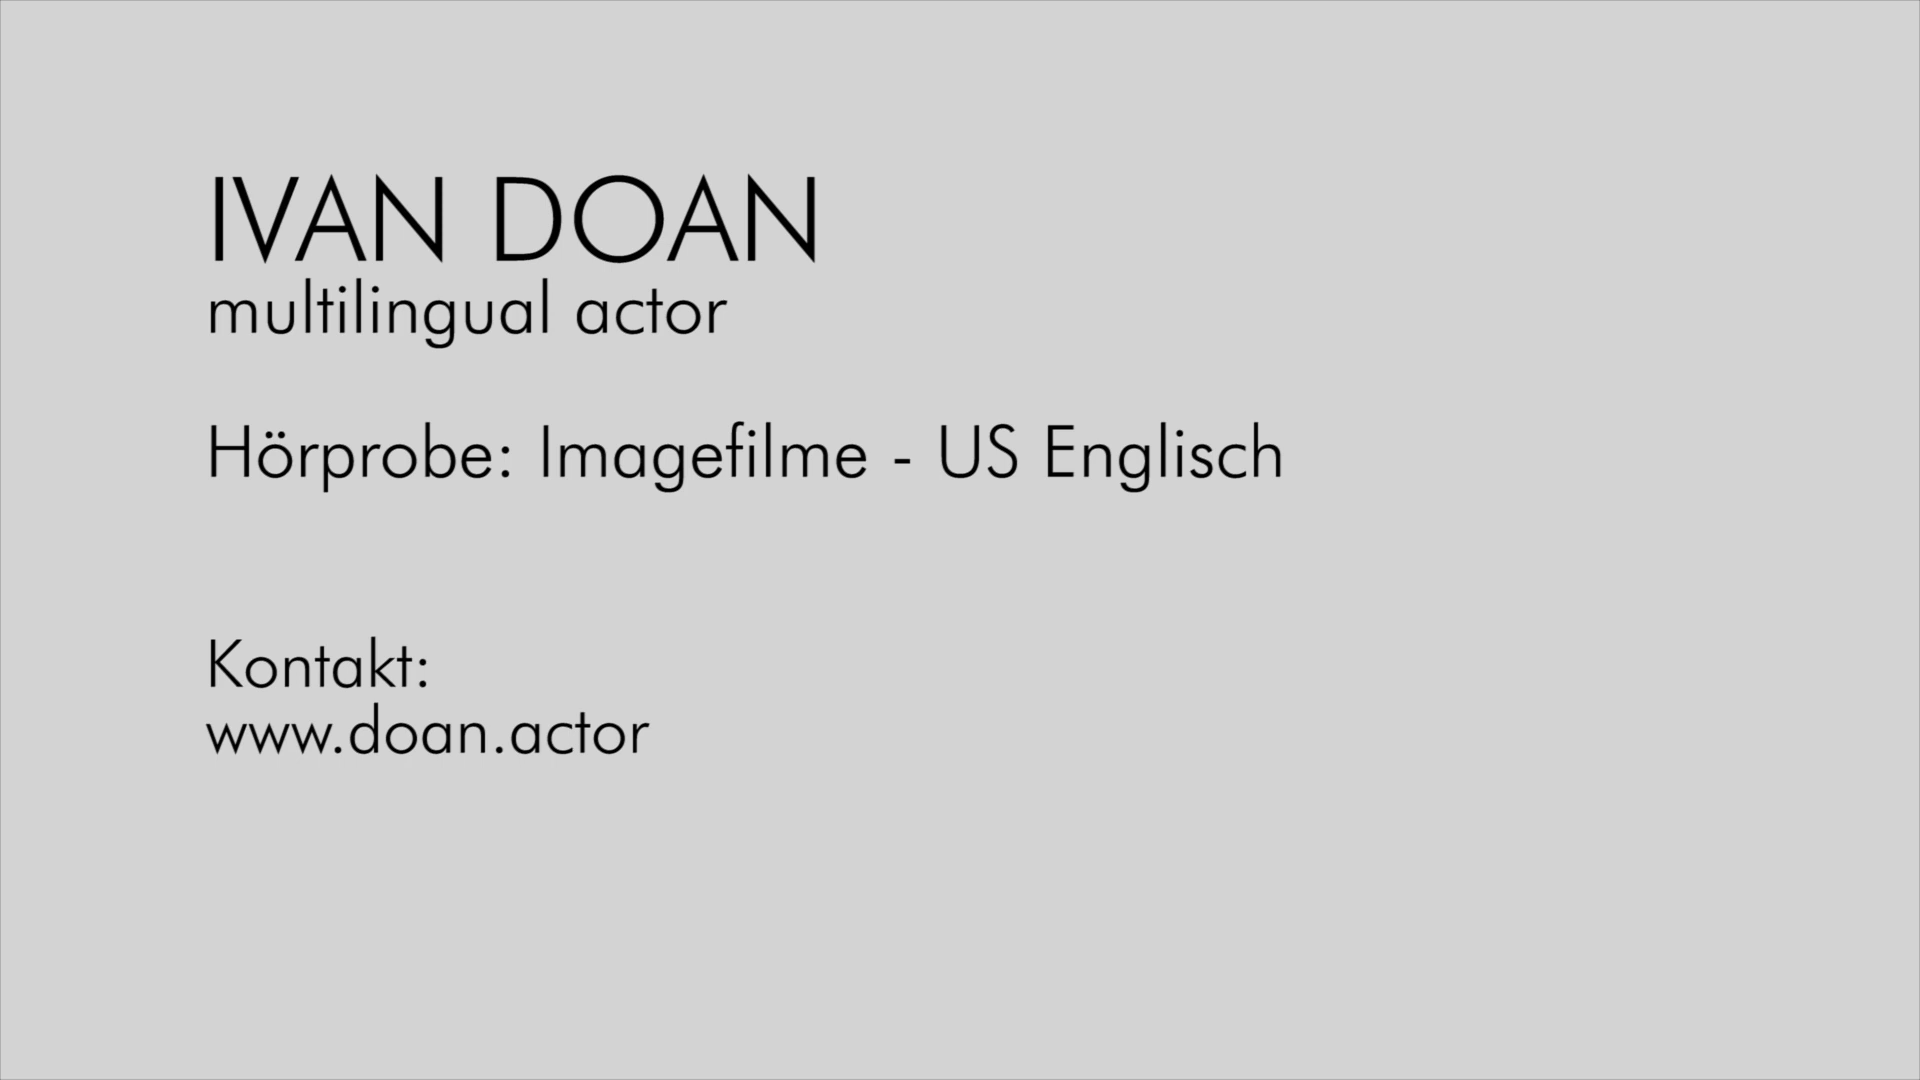 IVAN DOAN
multilingual actor
Hörprobe: Imagefilme - US Englisch
Kontakt:
www.doan.actor